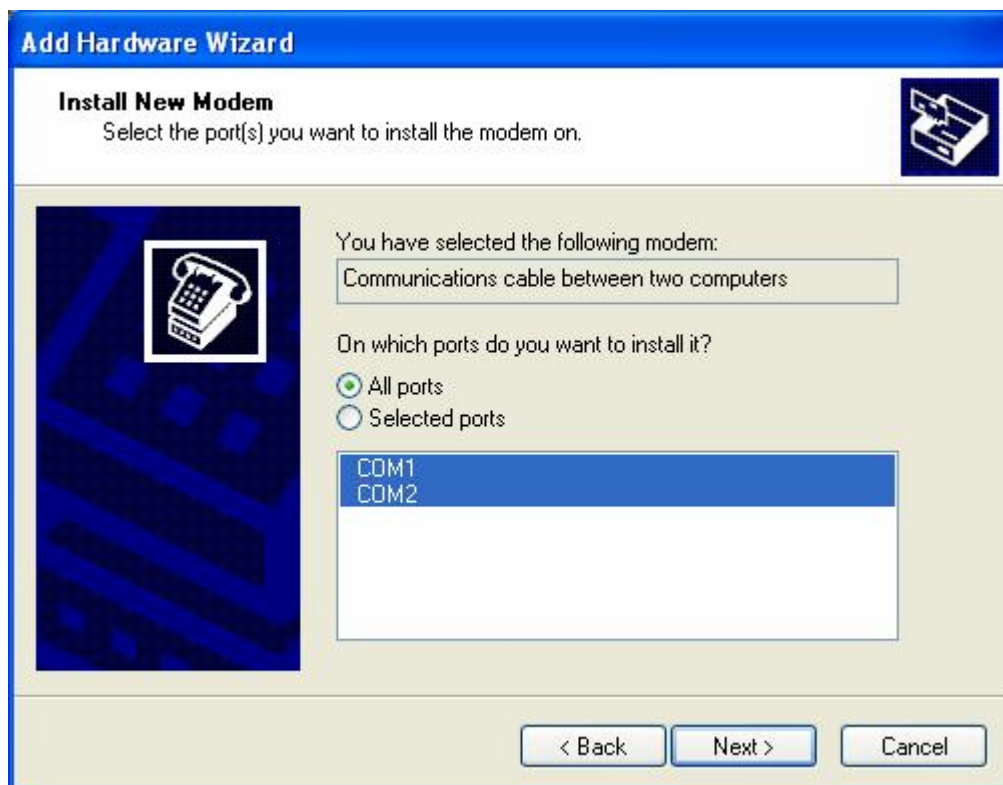 Add Hardware Wizard
Install New Modem
Select the port(s) you want to install the modem on.
You have selected the following modem:
Communications cable between two computers
On which ports do you want to install it?
All ports
Selected ports
COM1
COM2
< Back
Next >
Cancel